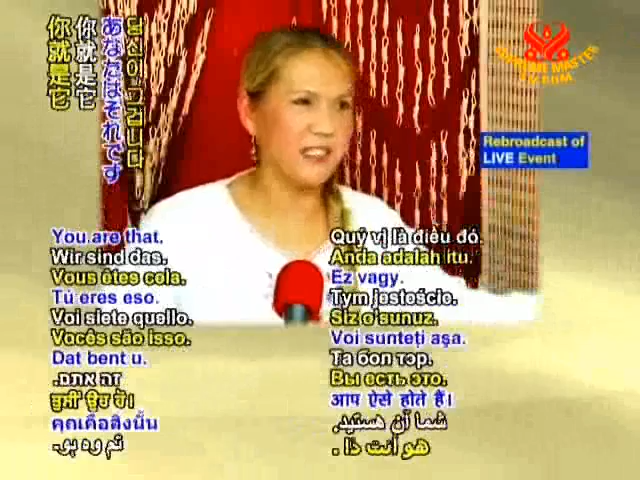 你就是它
你就是它
あなたはそれです
당신이 그겁니다
SUPREME MASTER
TV.COM
Rebroadcast of
LIVE Event
You are that.
Wir sind das.
Vous êtes cela.
Tú eres eso.
Voi siete quello.
Vocês são isso.
Dat bent u.
זה אתם.
ਤੁਸੀਂ ਉਹ ਹੋ।
คุณคือสิ่งนั้น
تم وہ ہو.
Quý vị là điều đó.
Anda adalah itu.
Ez vagy.
Tym jesteście.
Siz o'sunuz.
Voi sunteți așa.
Та бол тэр.
Вы есть это.
आप ऐसे होते हैं।
شما آن هستید.
هو أنت ذا .